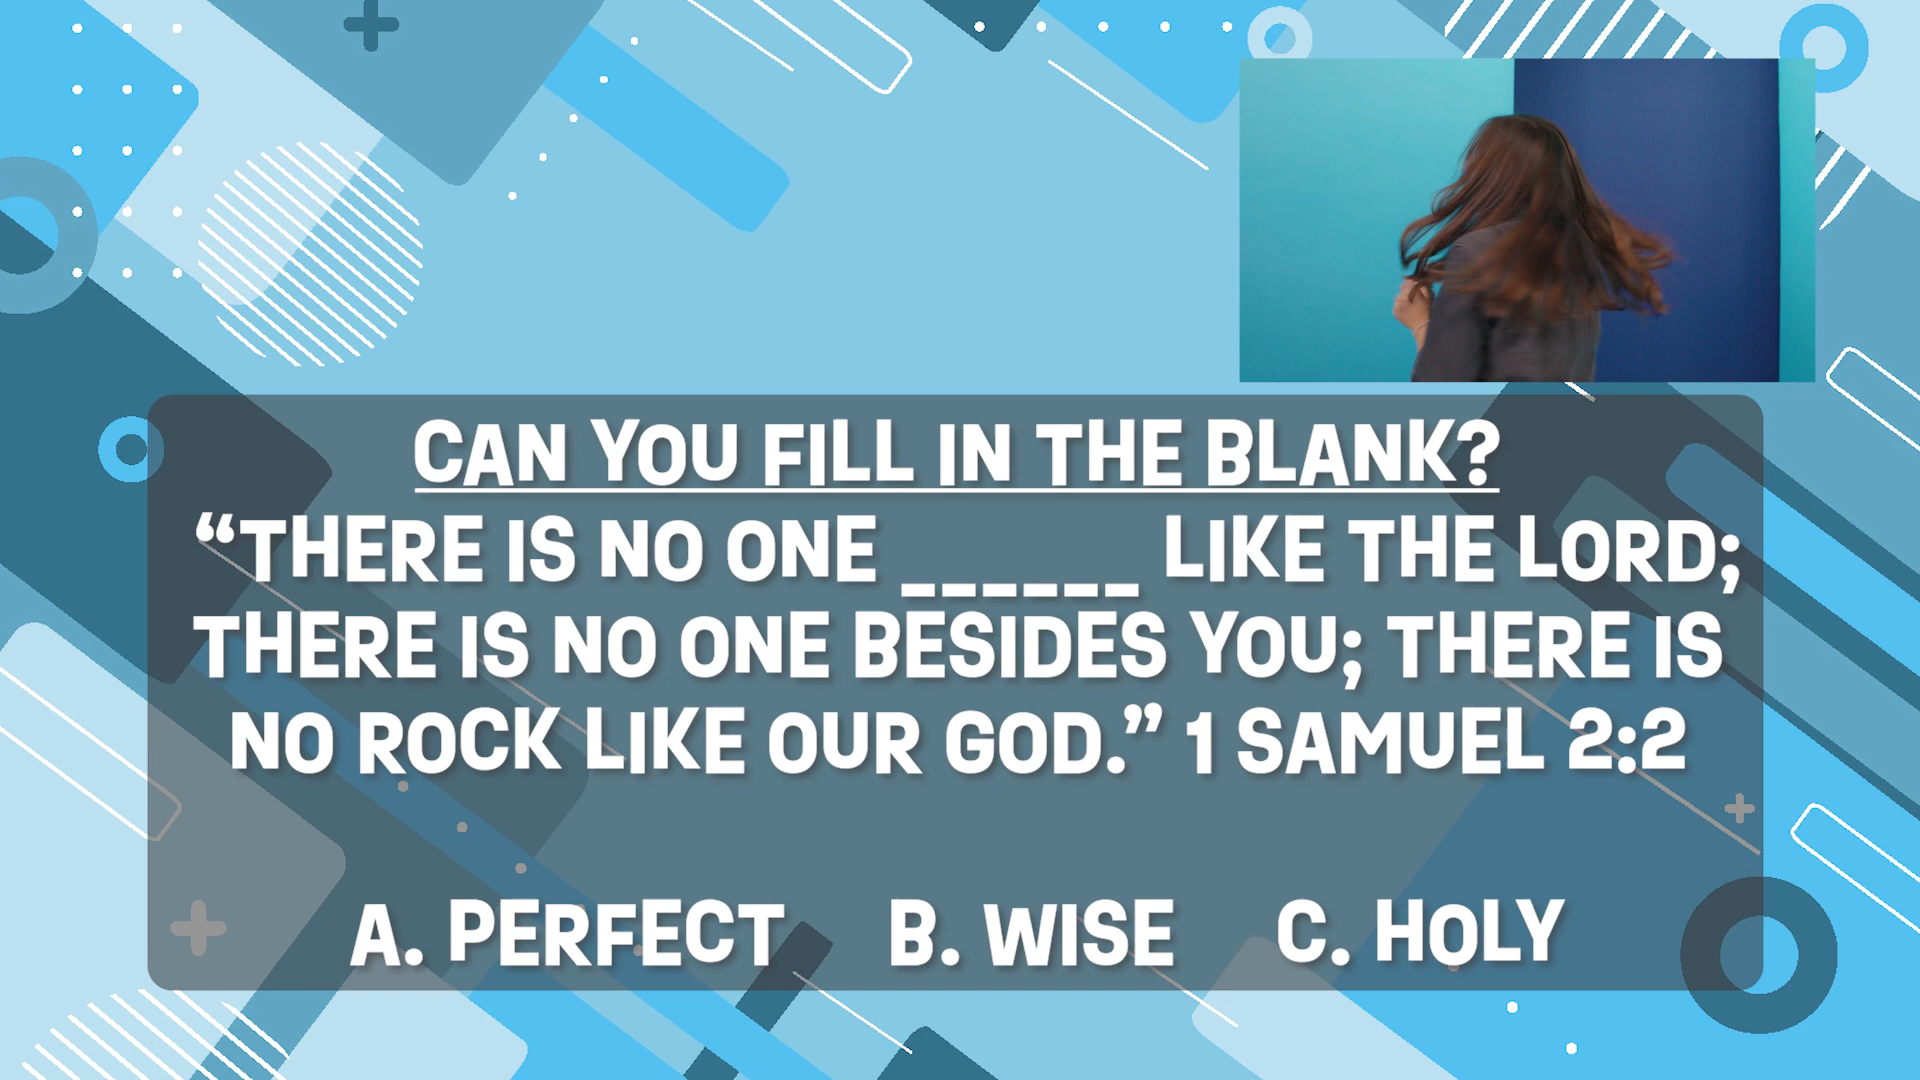 CAN YOU FILL IN THE BLANK?
“THERE IS NO ONE ______ LIKE THE LORD;
THERE IS NO ONE BESIDES YOU; THERE IS
NO ROCK LIKE OUR GOD.” 1 SAMUEL 2:2
A. PERFECT B. WISE C. HOLY